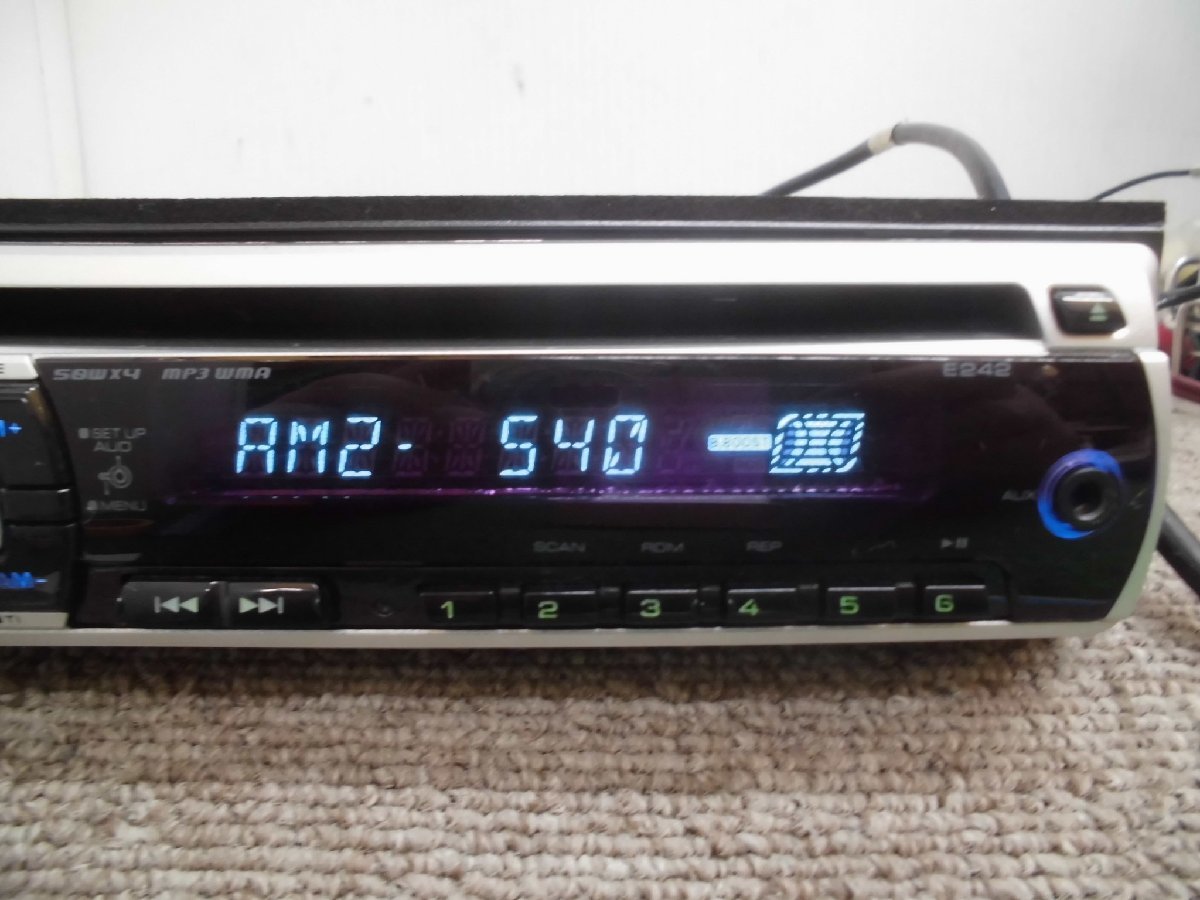 50WX4 MP3 WMA E242
SET UP
AUD
MENU
AM2- 540 B.BOOST
AUX
SCAN RDM REP
1 2 3 4 5 6